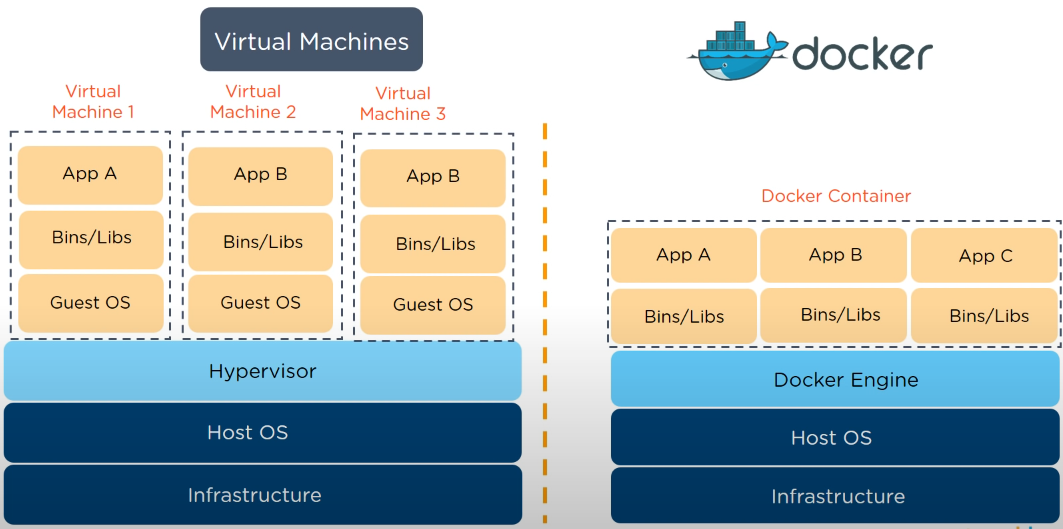 Virtual Machines
docker
Virtual
Machine 1
Virtual
Machine 2
Virtual
Machine 3
App A
App B
App B
Bins/Libs
Bins/Libs
Bins/Libs
Guest OS
Guest OS
Guest OS
Hypervisor
Host OS
Infrastructure
Docker Container
App A
App B
App C
Bins/Libs
Bins/Libs
Bins/Libs
Docker Engine
Host OS
Infrastructure